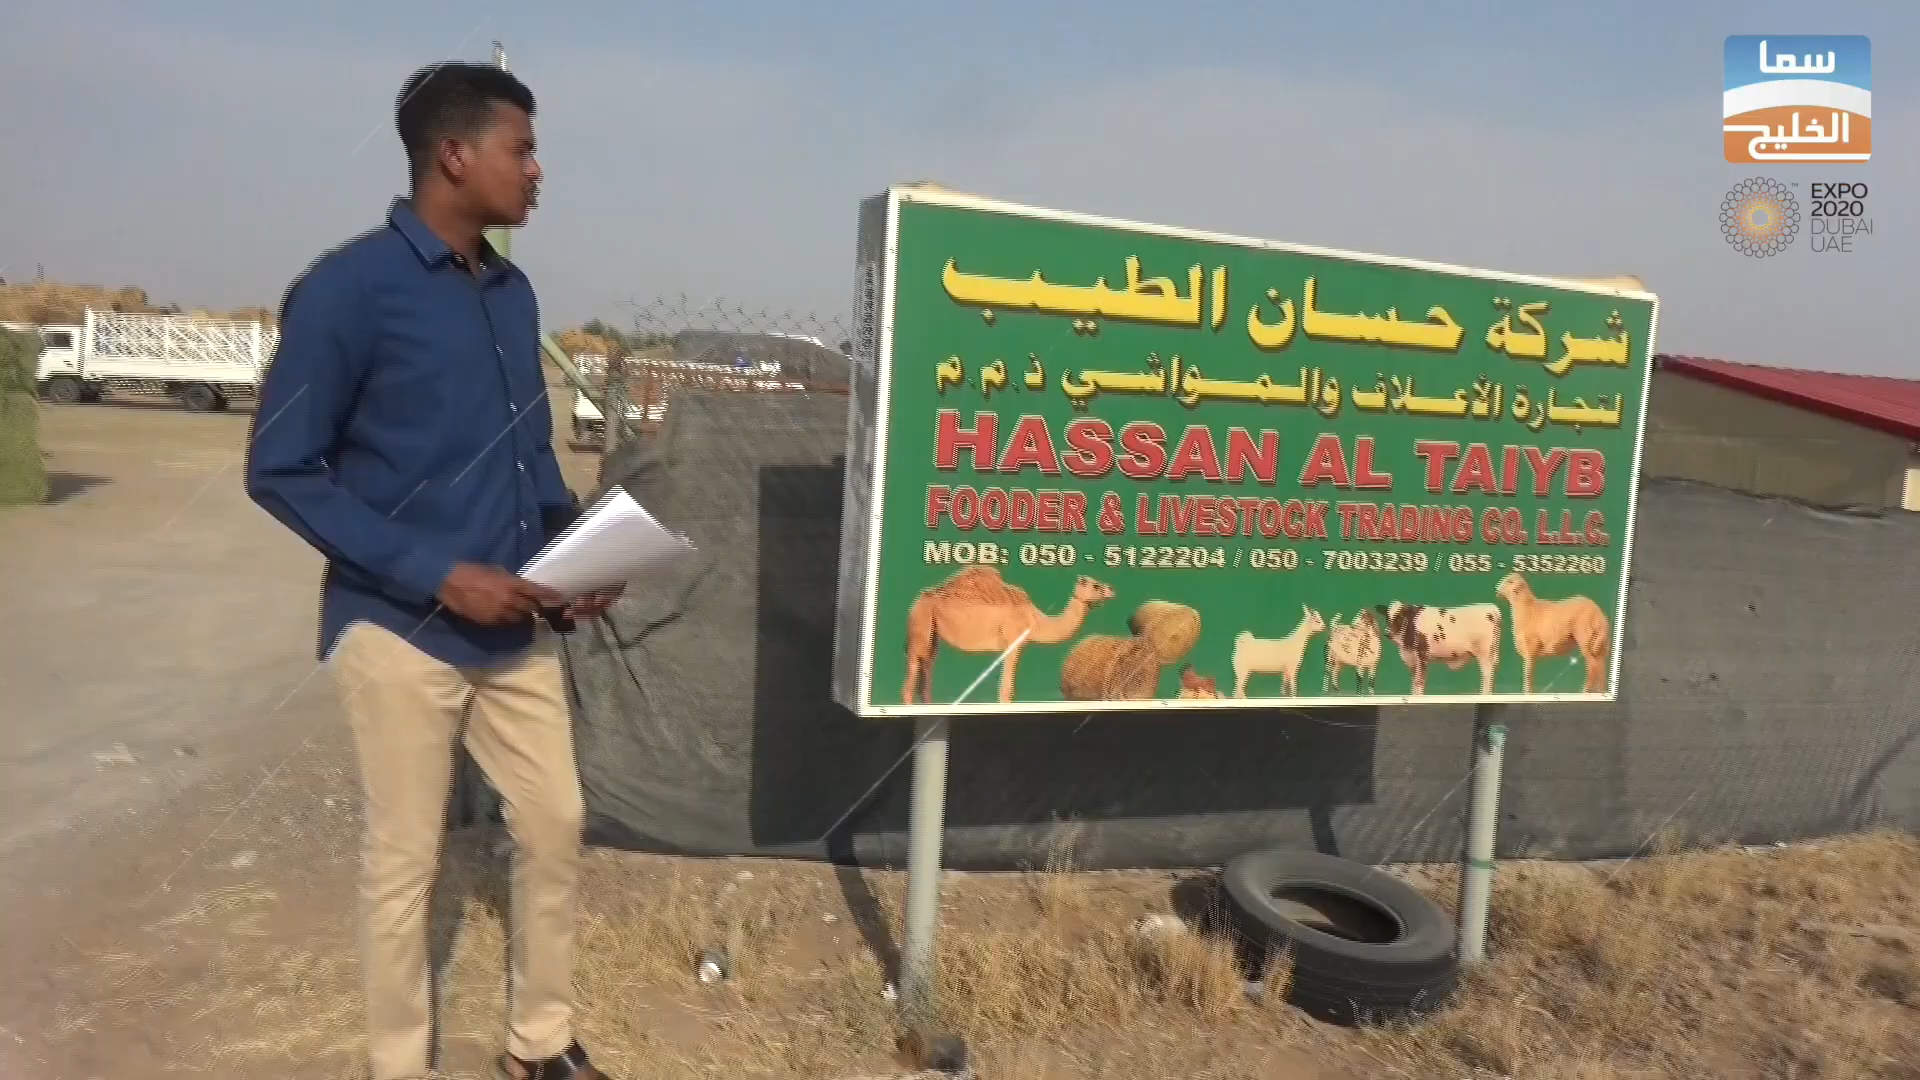 سما
الخليج
EXPO
2020
DUBAI
UAE
شركة حسان الطيب
لتجارة الأعلاف والمواشي ذ.م.م
HASSAN AL TAIYB
FOODER & LIVESTOCK TRADING CO. L.L.C.
MOB: 050 - 5122204 / 050 - 7003239 / 055 - 5352260